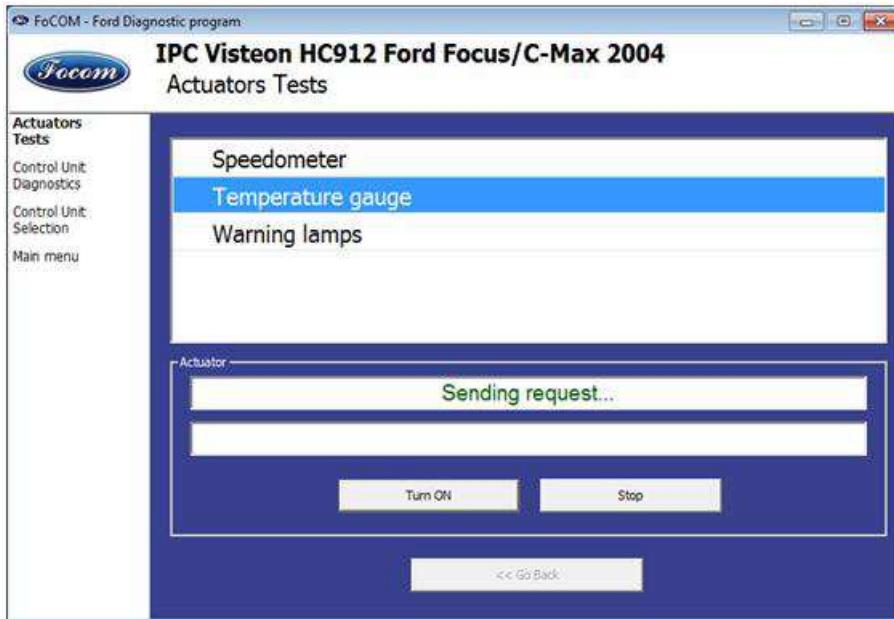 FoCOM - Ford Diagnostic program
Focom
IPC Visteon HC912 Ford Focus/C-Max 2004
Actuators Tests
Actuators
Tests
Control Unit
Diagnostics
Control Unit
Selection
Main menu
Speedometer
Temperature gauge
Warning lamps
Actuator
Sending request...
Turn ON
Stop
<< Go Back